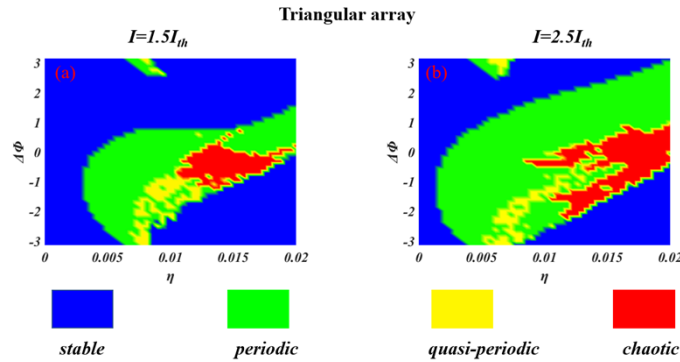 Triangular array
I=1.5Ith I=2.5Ith
(a) (b)
3 3
2 2
1 1
0 0
-1 -1
-2 -2
-3 -3
ΔΦ ΔΦ
0 0.005 0.01 0.015 0.02 0 0.005 0.01 0.015 0.02
η η
stable periodic quasi-periodic chaotic